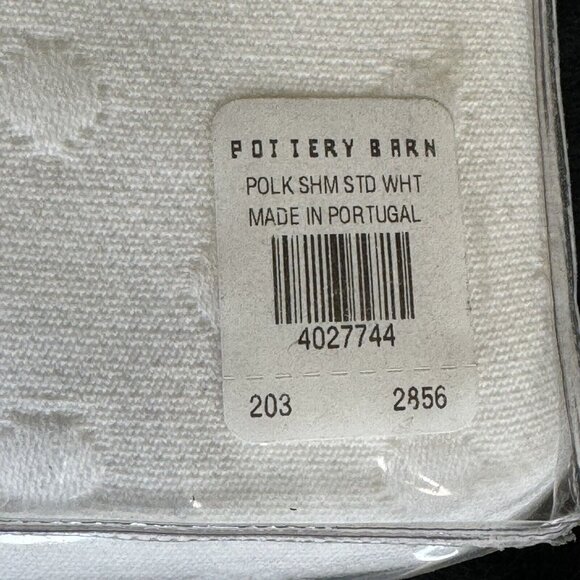 POTTERY BARN
POLK SHM STD WHT
MADE IN PORTUGAL
4027744
203 2856